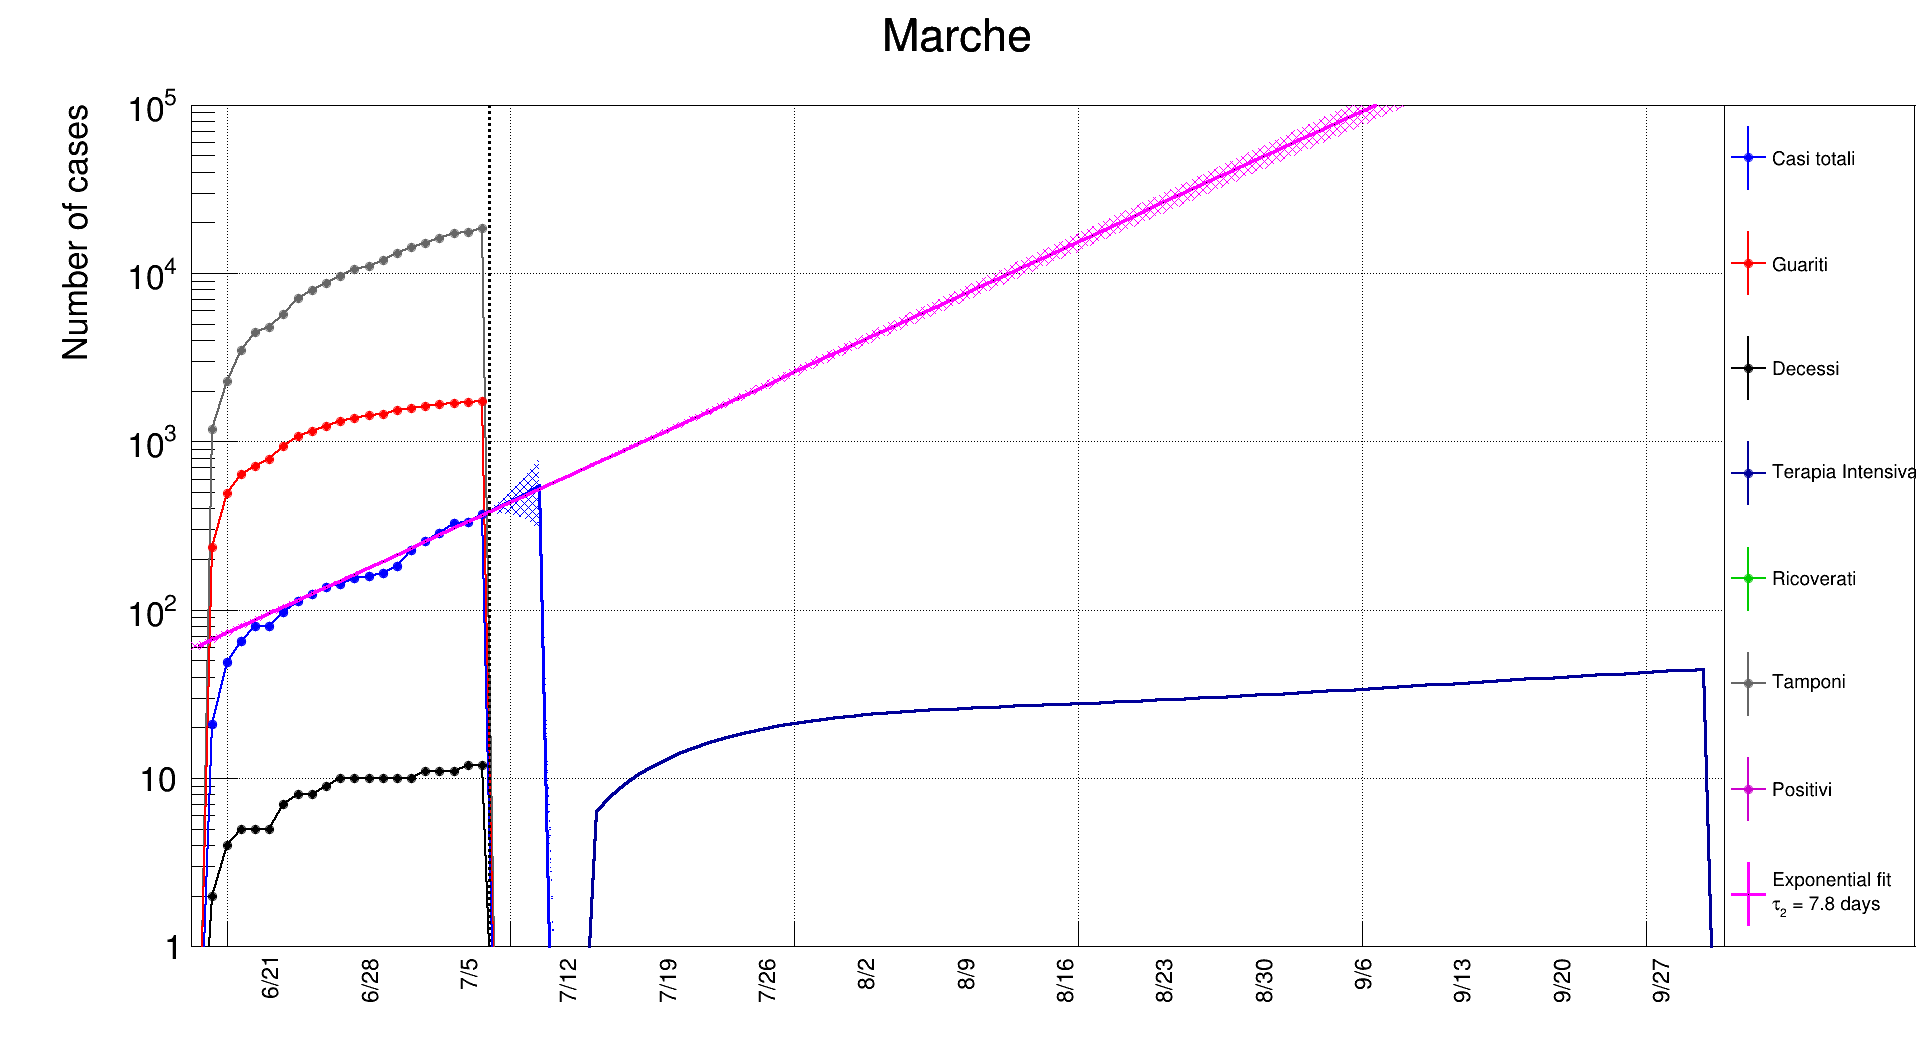 Marche
Number of cases
10^5
10^4
10^3
10^2
10
1
6/21
6/28
7/5
7/12
7/19
7/26
8/2
8/9
8/16
8/23
8/30
9/6
9/13
9/20
9/27
Casi totali
Guariti
Decessi
Terapia Intensiva
Ricoverati
Tamponi
Positivi
Exponential fit
τ₂ = 7.8 days